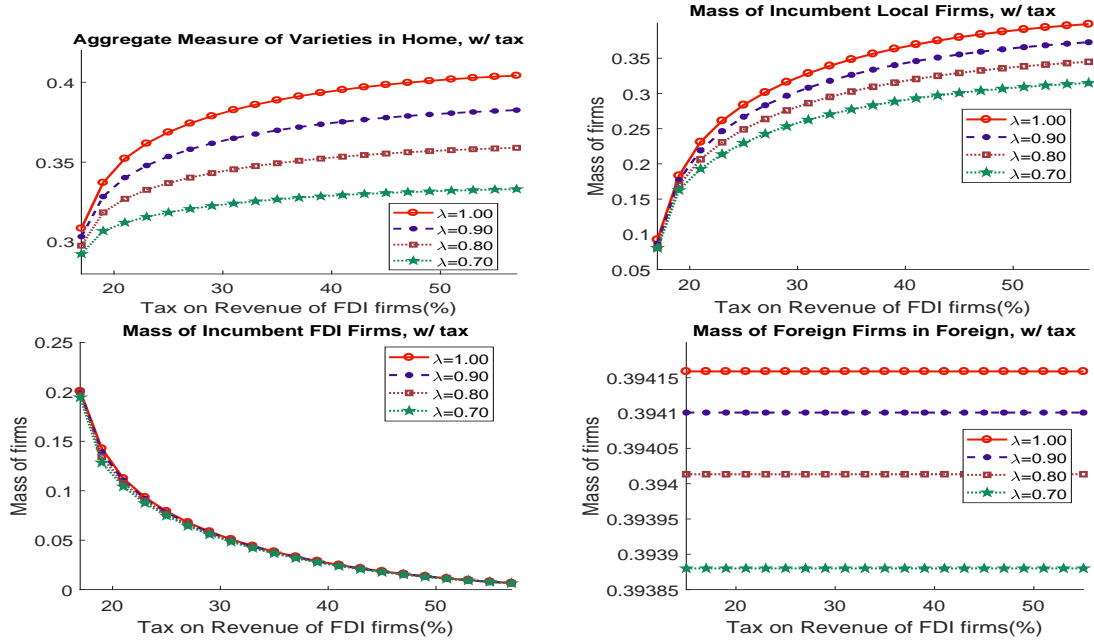 Aggregate Measure of Varieties in Home, w/ tax
0.4
0.35
0.3
20 30 40 50
Tax on Revenue of FDI firms(%)
λ=1.00
λ=0.90
λ=0.80
λ=0.70
Mass of Incumbent Local Firms, w/ tax
Mass of firms
0.35
0.3
0.25
0.2
0.15
0.1
0.05
20 30 40 50
Tax on Revenue of FDI firms(%)
λ=1.00
λ=0.90
λ=0.80
λ=0.70
Mass of Incumbent FDI Firms, w/ tax
Mass of firms
0.25
0.2
0.15
0.1
0.05
0
20 30 40 50
Tax on Revenue of FDI firms(%)
λ=1.00
λ=0.90
λ=0.80
λ=0.70
Mass of Foreign Firms in Foreign, w/ tax
Mass of firms
0.39415
0.3941
0.39405
0.394
0.39395
0.3939
0.39385
20 30 40 50
Tax on Revenue of FDI firms(%)
λ=1.00
λ=0.90
λ=0.80
λ=0.70